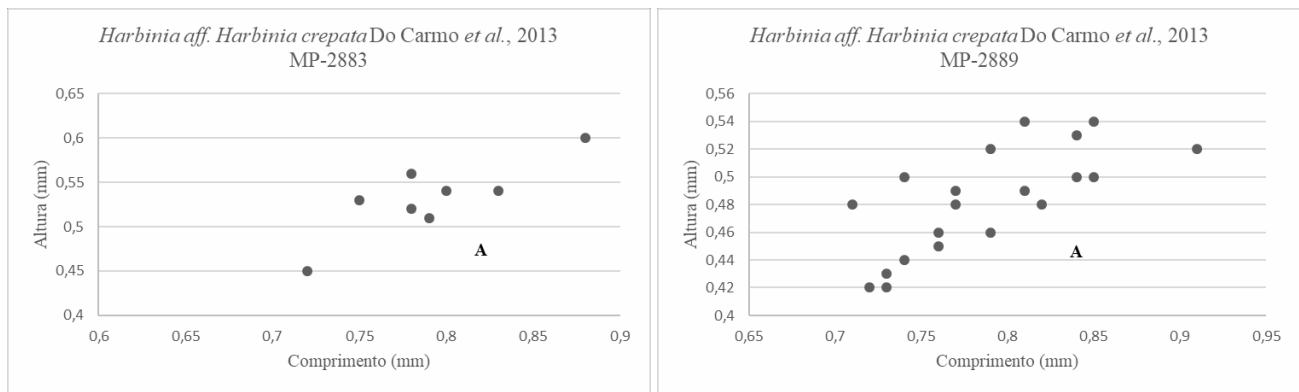 Harbinia aff. Harbinia crepata Do Carmo et al., 2013
MP-2883
0,65
0,6
0,55
0,5
0,45
0,4
Altura (mm)
A
0,6 0,65 0,7 0,75 0,8 0,85 0,9
Comprimento (mm)
Harbinia aff. Harbinia crepata Do Carmo et al., 2013
MP-2889
0,56
0,54
0,52
0,5
0,48
0,46
0,44
0,42
0,4
Altura (mm)
A
0,65 0,7 0,75 0,8 0,85 0,9 0,95
Comprimento (mm)